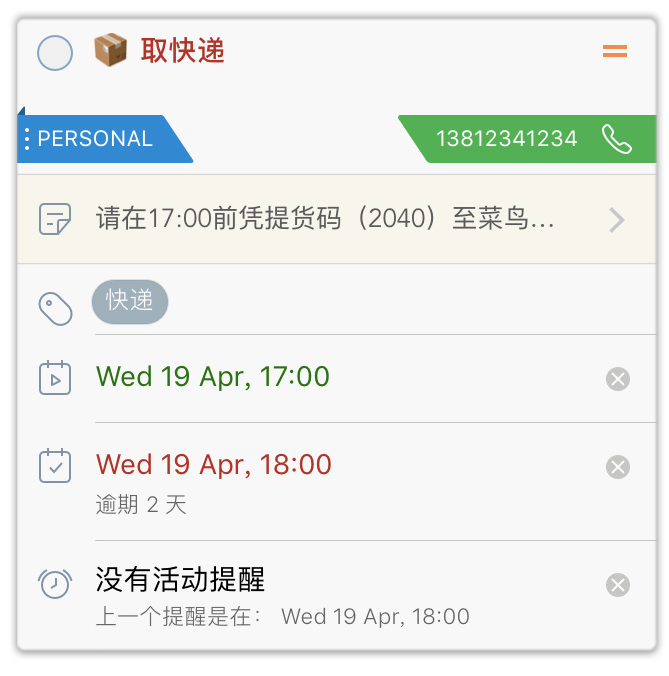 取快递
PERSONAL
13812341234
请在17:00前凭提货码（2040）至菜鸟…
快递
Wed 19 Apr, 17:00
Wed 19 Apr, 18:00
逾期 2 天
没有活动提醒
上一个提醒是在： Wed 19 Apr, 18:00